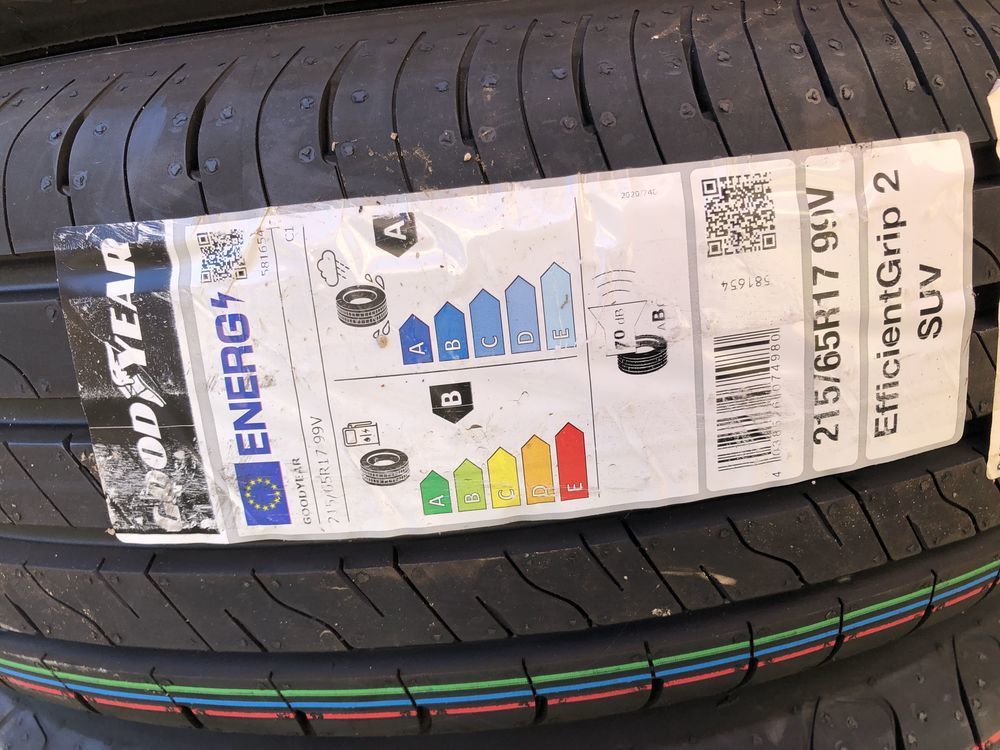 GOODYEAR
ENERG
581654
C1
GOODYEAR
215/65R17 99V
A
A
B
C
D
E
B
A
B
C
D
E
2020/740
70 dB
AB
581654
215/65R17 99V
EfficientGrip 2
SUV